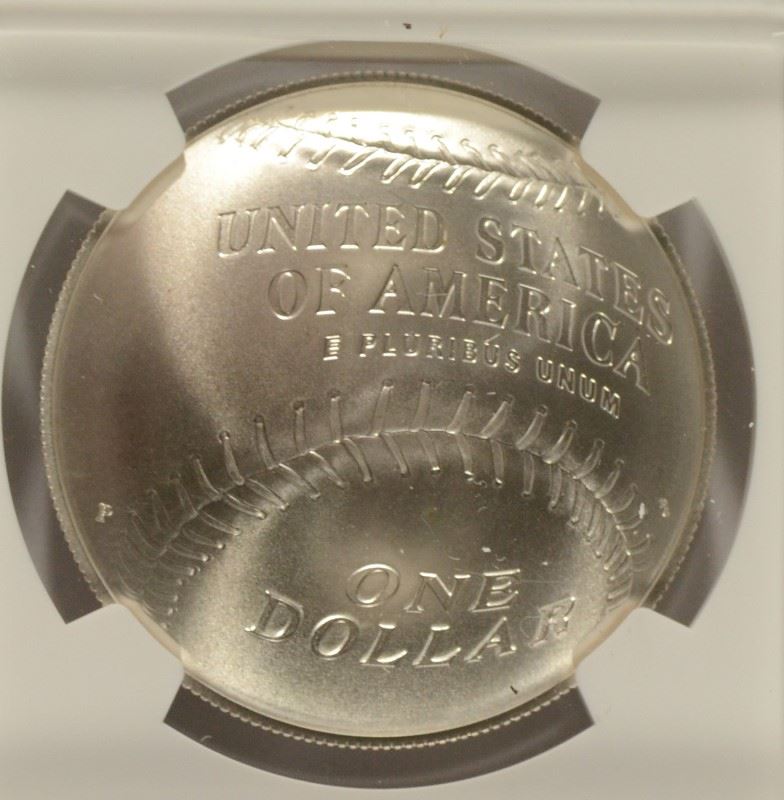 UNITED STATES
OF AMERICA
E PLURIBUS UNUM
ONE
DOLLAR